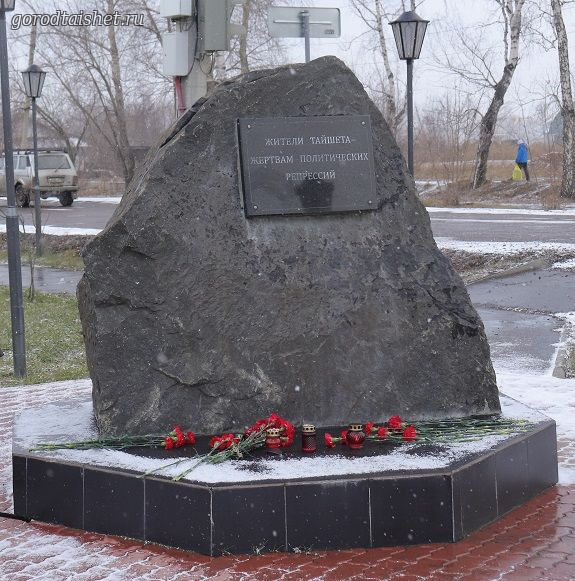 gorodtaishet.ru
ЖИТЕЛИ ТАЙШЕТА-
ЖЕРТВАМ ПОЛИТИЧЕСКИХ
РЕПРЕССИЙ